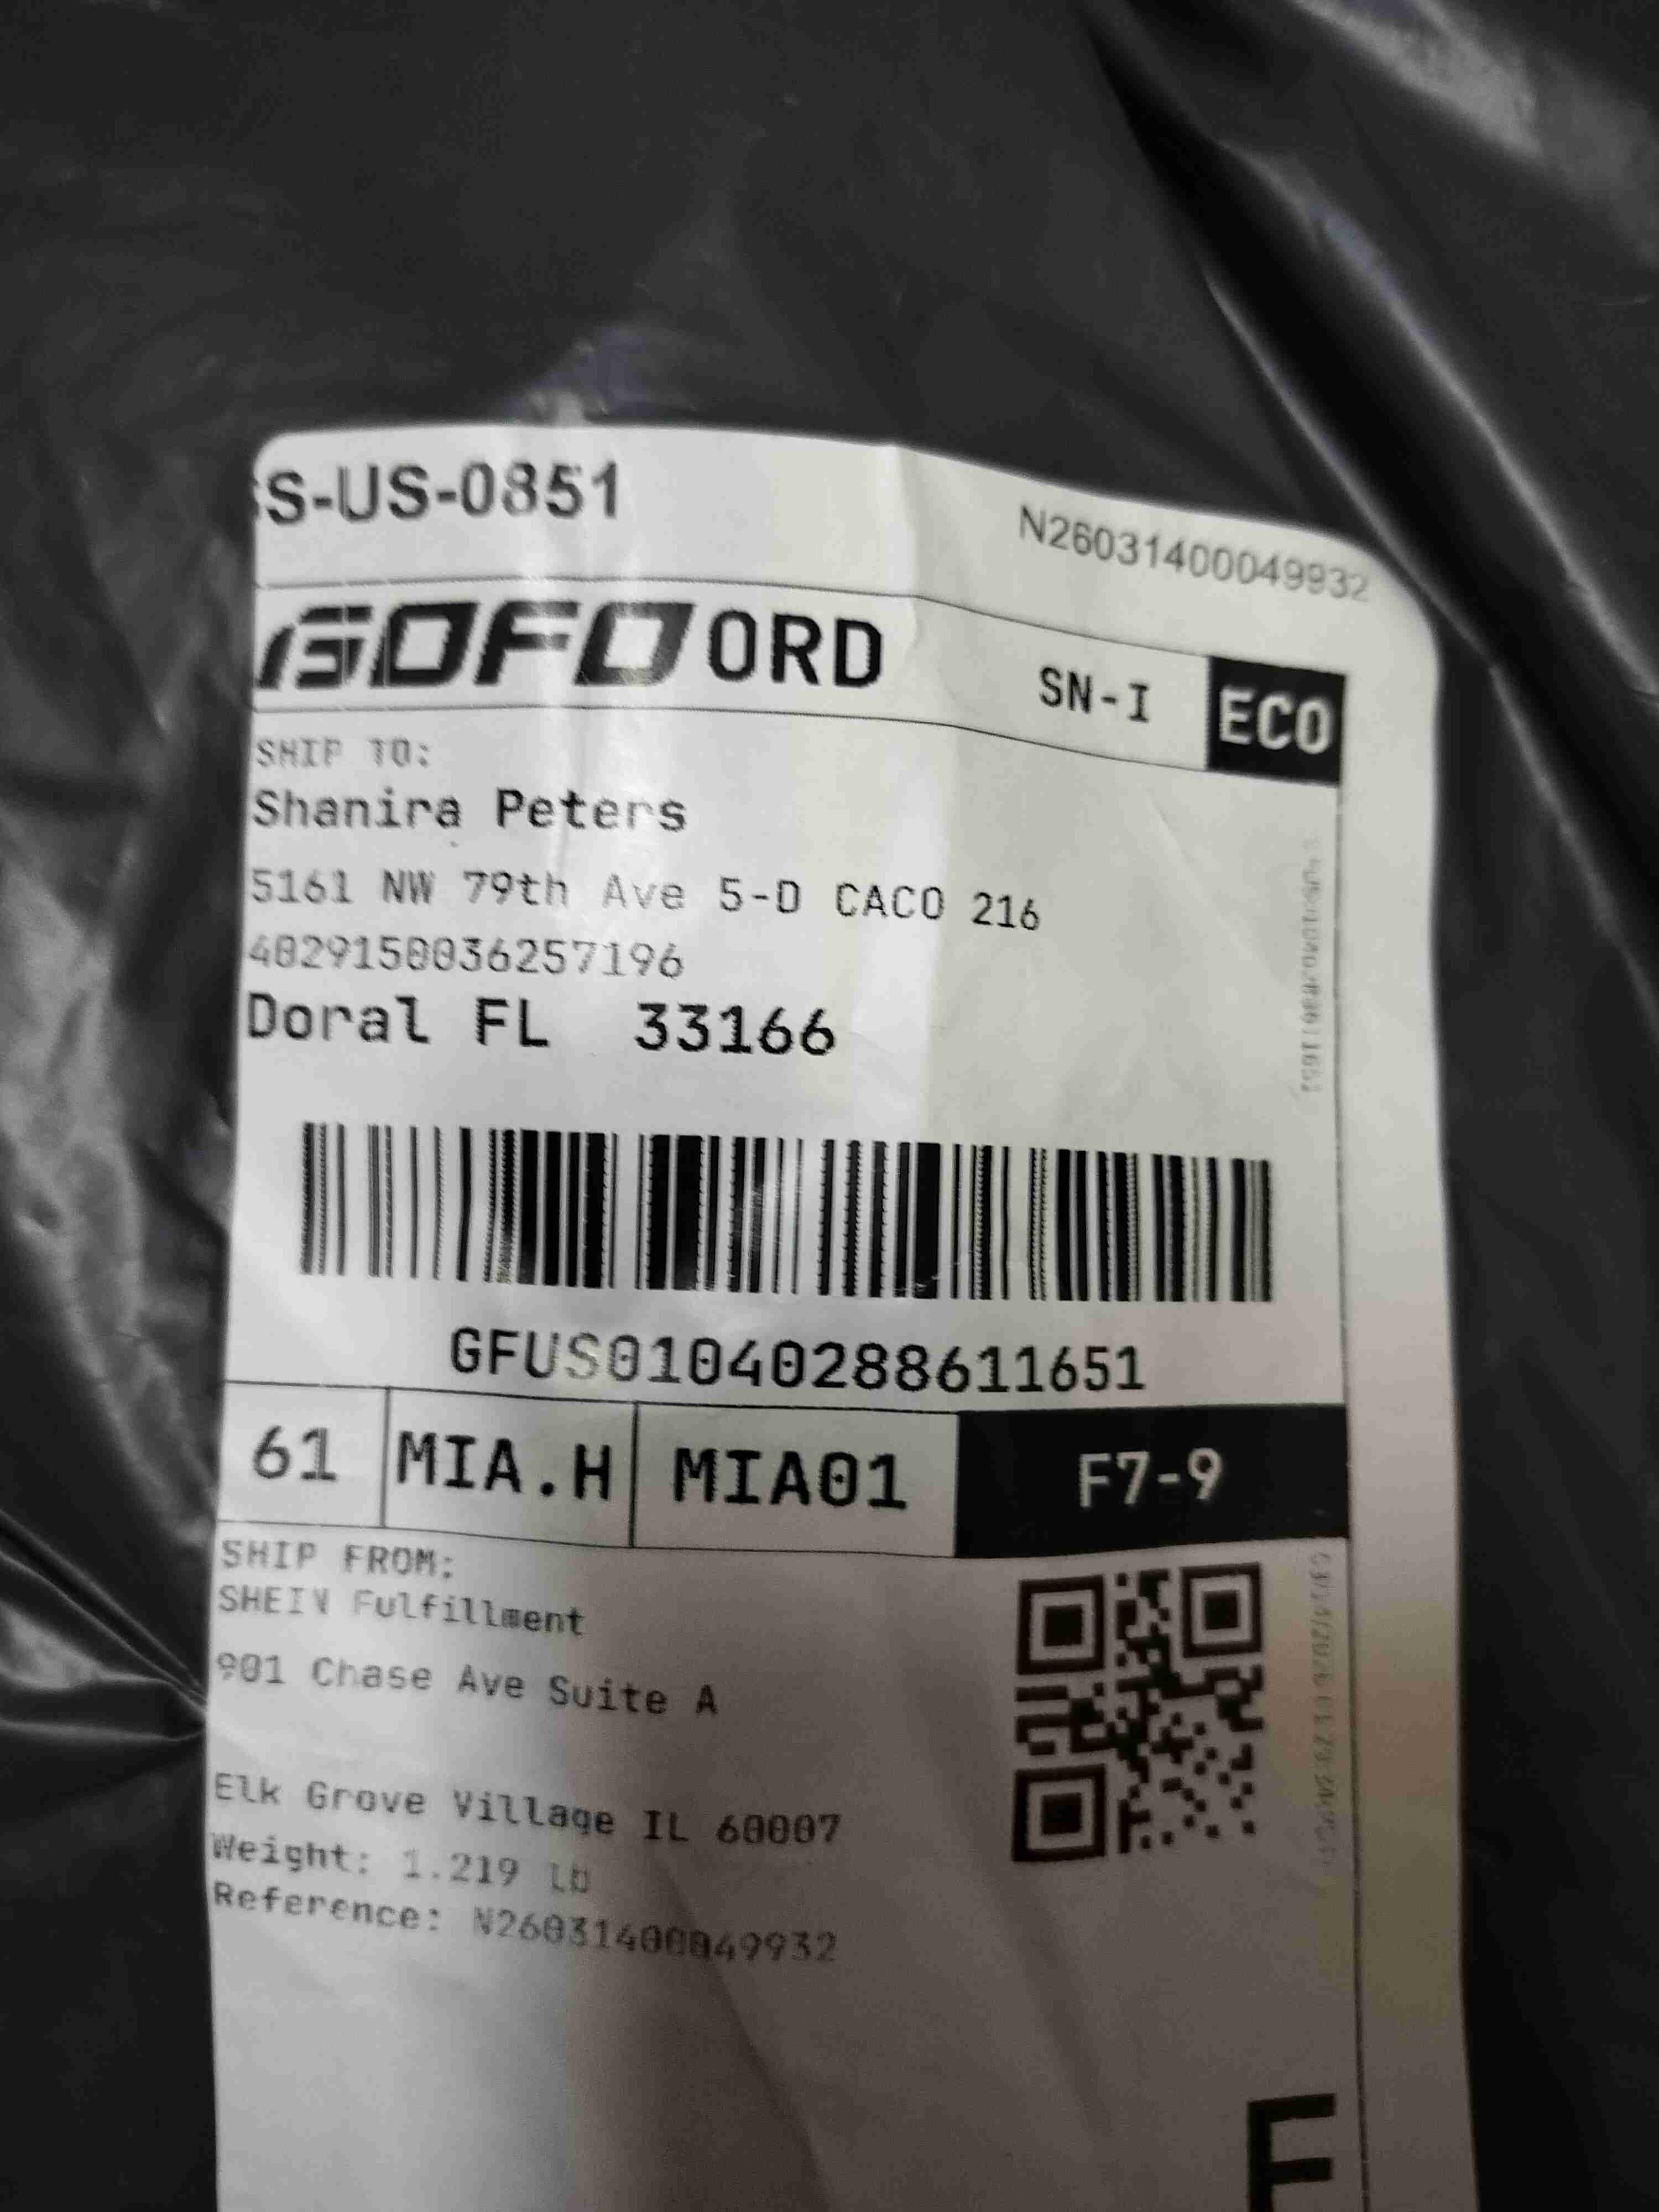 S-US-0851
N26031400049932
GOFO ORD
SN-I
ECO
SHIP TO:
Shanira Peters
5161 NW 79th Ave 5-D CACO 216
4029150036257196
Doral FL 33166
GFUS01040288611651
61
MIA.H
MIA01
F7-9
SHIP FROM:
SHEIN Fulfillment
901 Chase Ave Suite A
Elk Grove Village IL 60007
Weight: 1.219 lb
Reference: N26031400049932